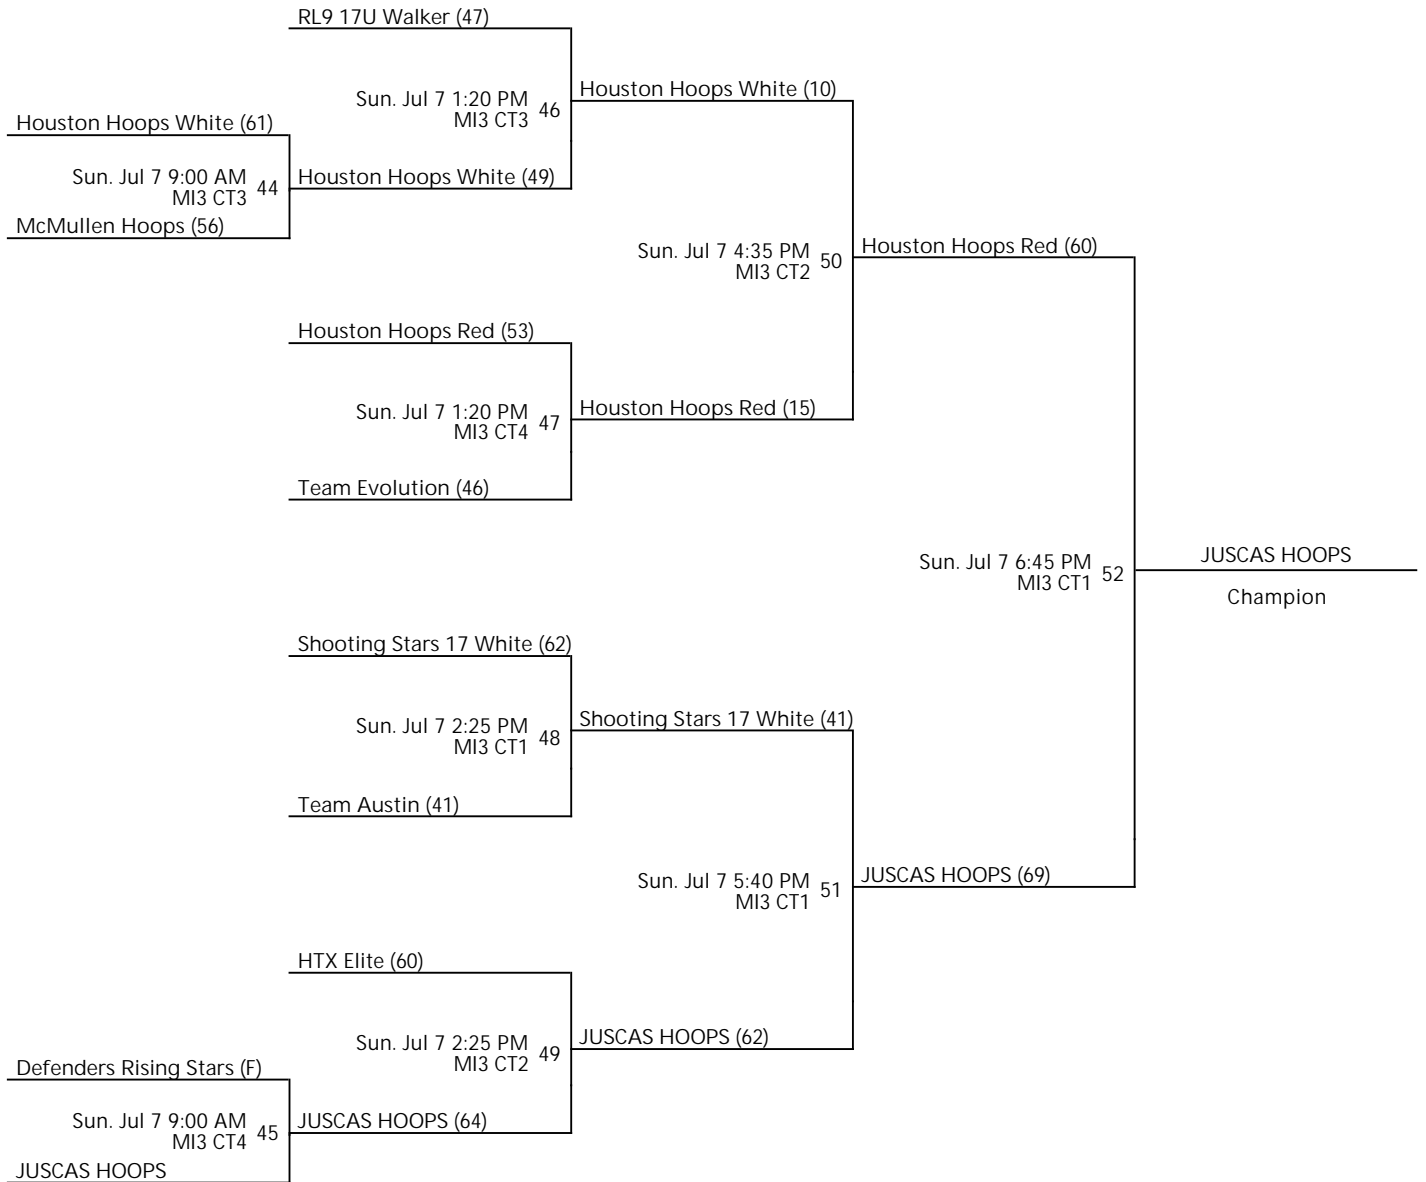 RL9 17U Walker (47)
Sun. Jul 7 1:20 PM
MI3 CT3
46
Houston Hoops White (10)
Houston Hoops White (61)
Sun. Jul 7 9:00 AM
MI3 CT3
44
Houston Hoops White (49)
McMullen Hoops (56)
Sun. Jul 7 4:35 PM
MI3 CT2
50
Houston Hoops Red (60)
Houston Hoops Red (53)
Sun. Jul 7 1:20 PM
MI3 CT4
47
Houston Hoops Red (15)
Team Evolution (46)
Sun. Jul 7 6:45 PM
MI3 CT1
52
JUSCAS HOOPS
Champion
Shooting Stars 17 White (62)
Sun. Jul 7 2:25 PM
MI3 CT1
48
Shooting Stars 17 White (41)
Team Austin (41)
Sun. Jul 7 5:40 PM
MI3 CT1
51
JUSCAS HOOPS (69)
HTX Elite (60)
Sun. Jul 7 2:25 PM
MI3 CT2
49
JUSCAS HOOPS (62)
Defenders Rising Stars (F)
Sun. Jul 7 9:00 AM
MI3 CT4
45
JUSCAS HOOPS (64)
JUSCAS HOOPS